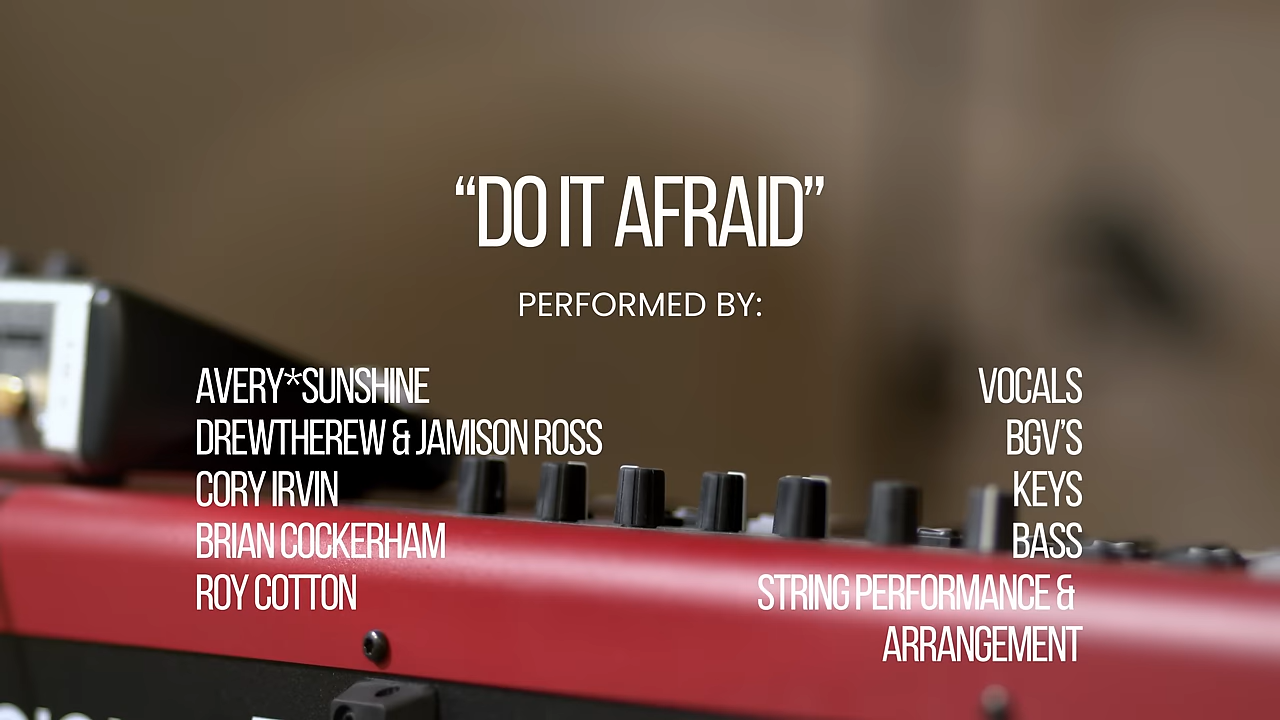 “DO IT AFRAID”
PERFORMED BY:
AVERY*SUNSHINE VOCALS
DREWTHEREW & JAMISON ROSS BGV’S
CORY IRVIN KEYS
BRIAN COCKERHAM BASS
ROY COTTON STRING PERFORMANCE &
ARRANGEMENT